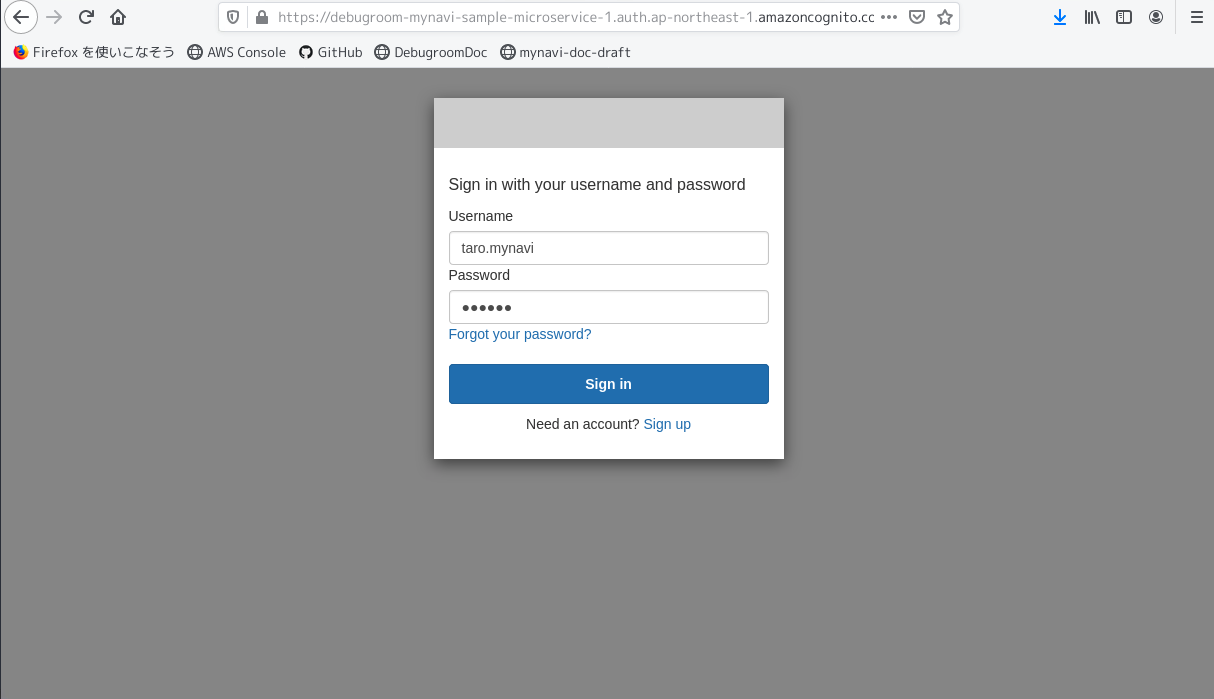 https://debugroom-mynavi-sample-microservice-1.auth.ap-northeast-1.amazoncognito.cc
Firefox を使いこなそう AWS Console GitHub DebugroomDoc mynavi-doc-draft
Sign in with your username and password
Username
taro.mynavi
Password
●●●●●●
Forgot your password?
Sign in
Need an account? Sign up